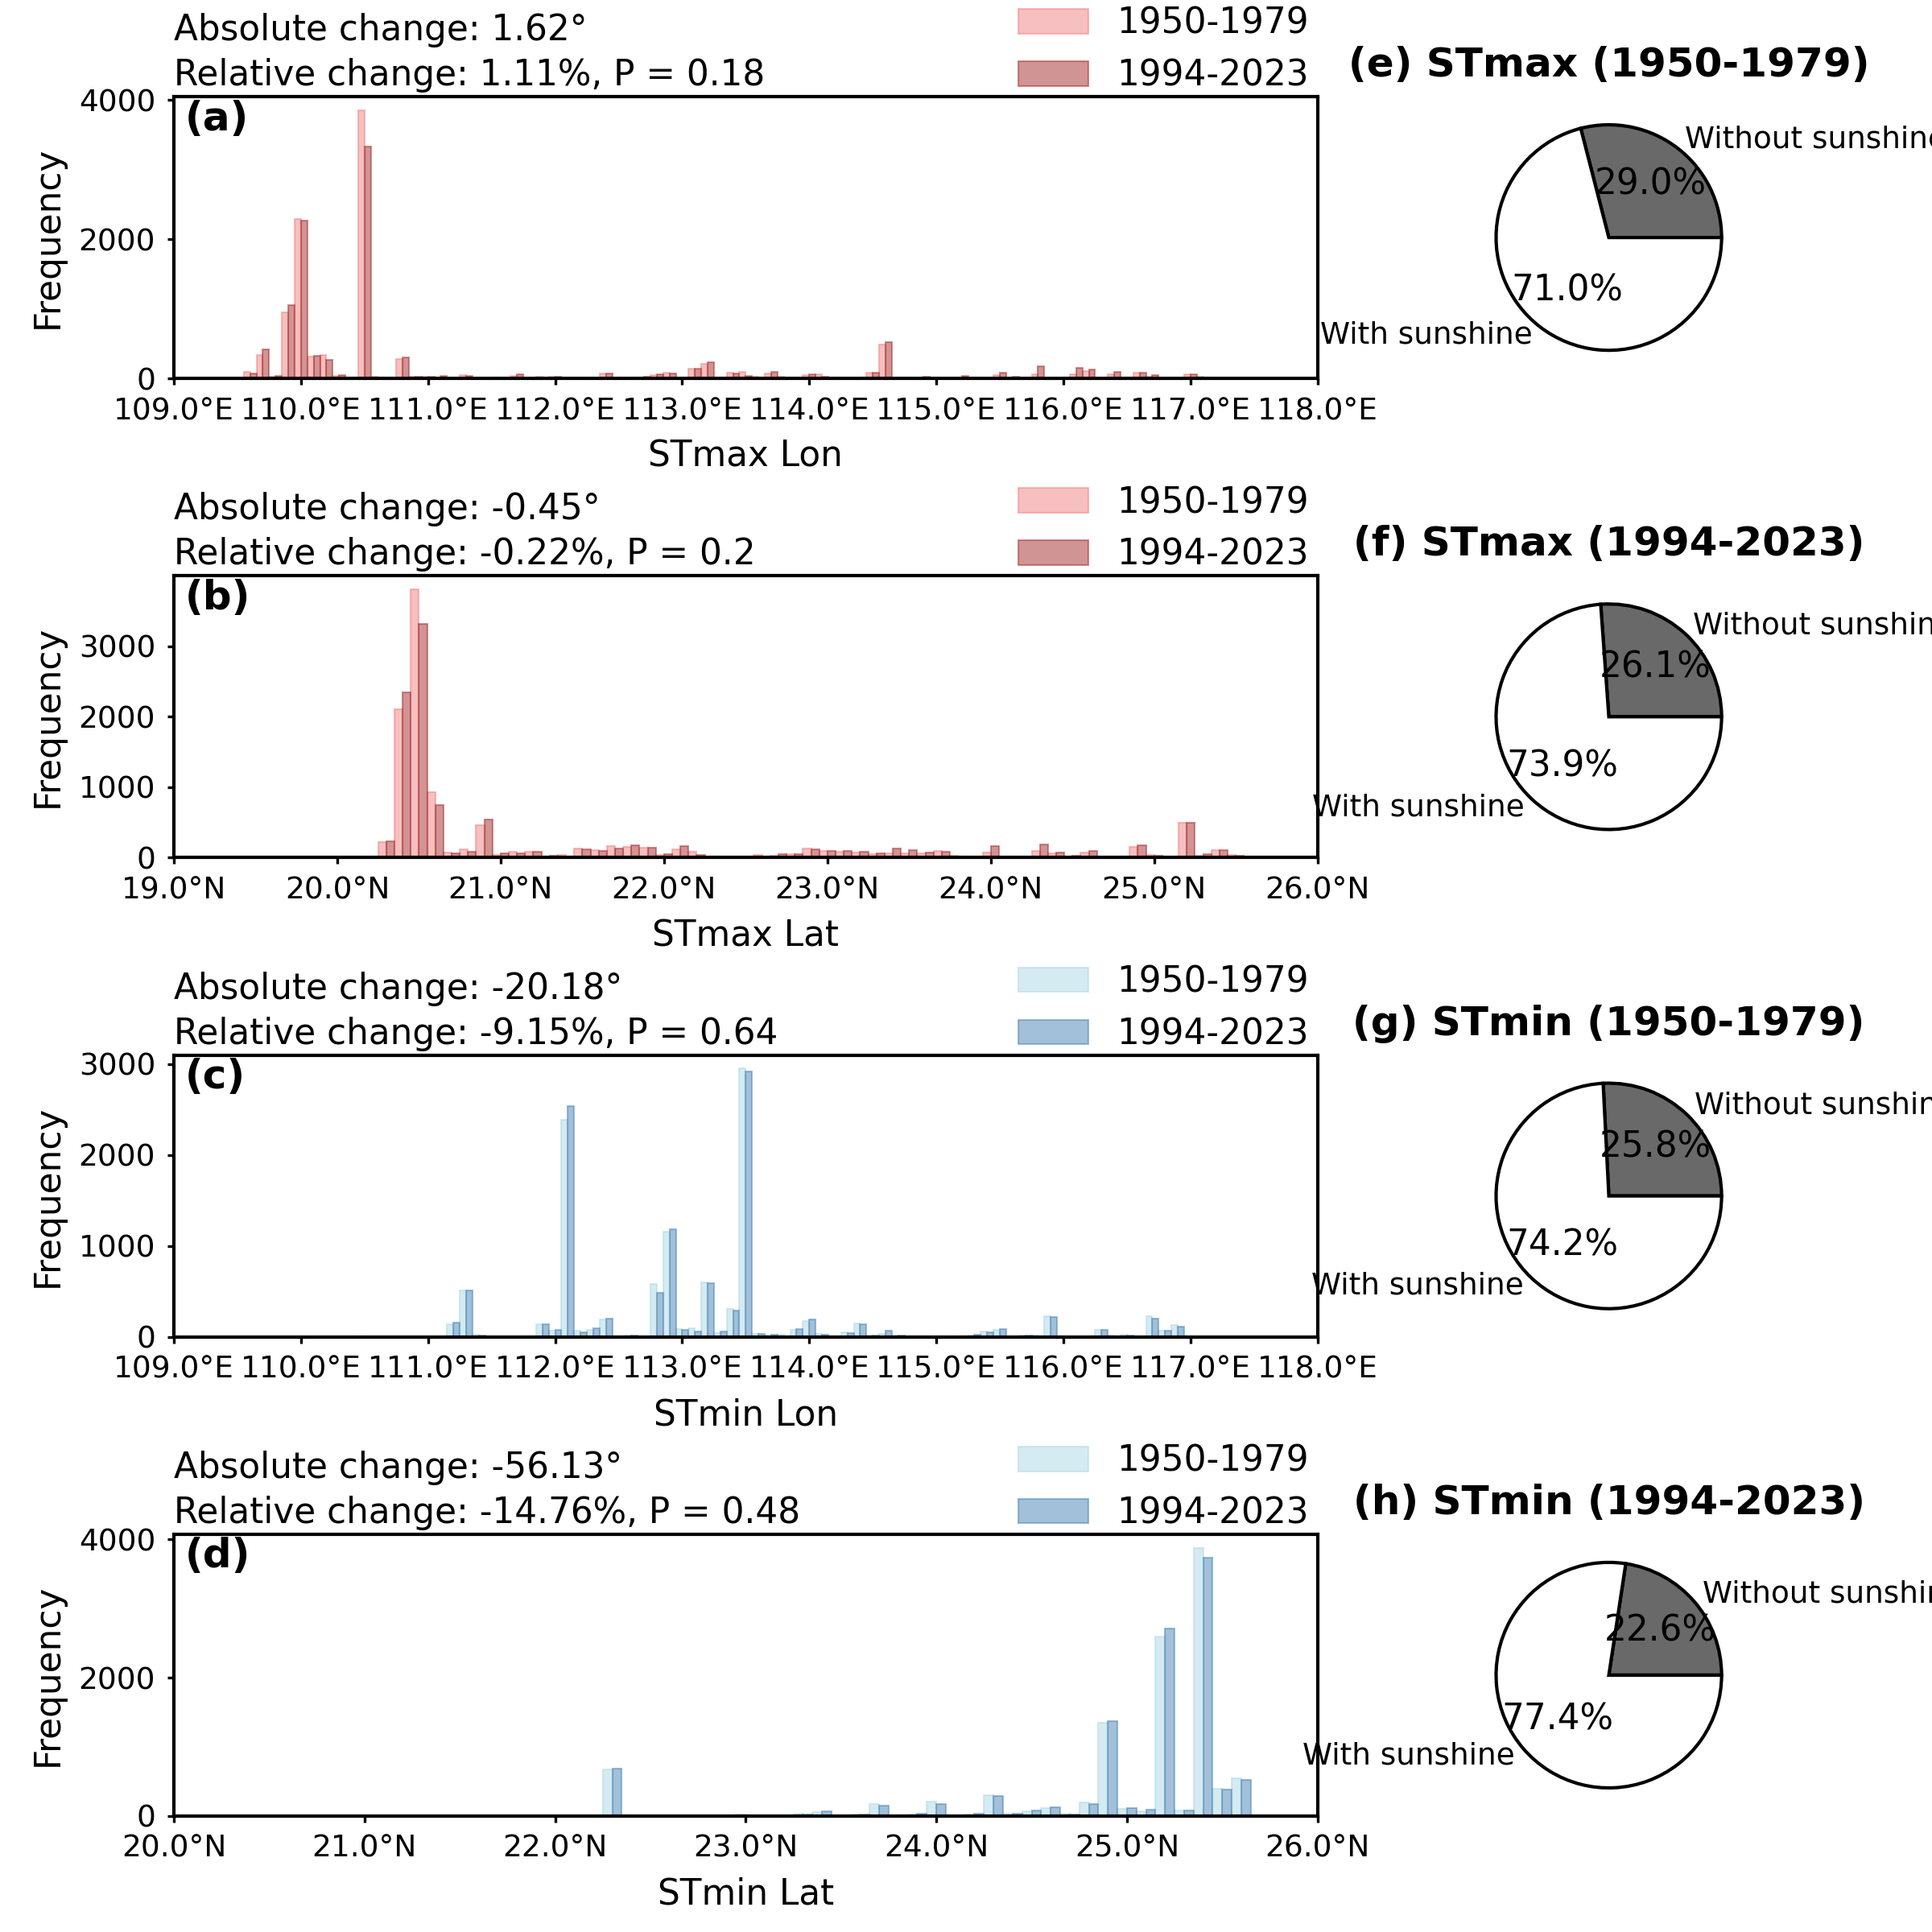 Absolute change: 1.62°
Relative change: 1.11%, P = 0.18
1950-1979
1994-2023
(a)
Frequency
4000
2000
0
109.0°E 110.0°E 111.0°E 112.0°E 113.0°E 114.0°E 115.0°E 116.0°E 117.0°E 118.0°E
STmax Lon
(e) STmax (1950-1979)
Without sunshine
29.0%
71.0%
With sunshine
Absolute change: -0.45°
Relative change: -0.22%, P = 0.2
1950-1979
1994-2023
(b)
Frequency
3000
2000
1000
0
19.0°N 20.0°N 21.0°N 22.0°N 23.0°N 24.0°N 25.0°N 26.0°N
STmax Lat
(f) STmax (1994-2023)
Without sunshin
26.1%
73.9%
With sunshine
Absolute change: -20.18°
Relative change: -9.15%, P = 0.64
1950-1979
1994-2023
(c)
Frequency
3000
2000
1000
0
109.0°E 110.0°E 111.0°E 112.0°E 113.0°E 114.0°E 115.0°E 116.0°E 117.0°E 118.0°E
STmin Lon
(g) STmin (1950-1979)
Without sunshin
25.8%
74.2%
With sunshine
Absolute change: -56.13°
Relative change: -14.76%, P = 0.48
1950-1979
1994-2023
(d)
Frequency
4000
2000
0
20.0°N 21.0°N 22.0°N 23.0°N 24.0°N 25.0°N 26.0°N
STmin Lat
(h) STmin (1994-2023)
Without sunshi
22.6%
77.4%
With sunshine